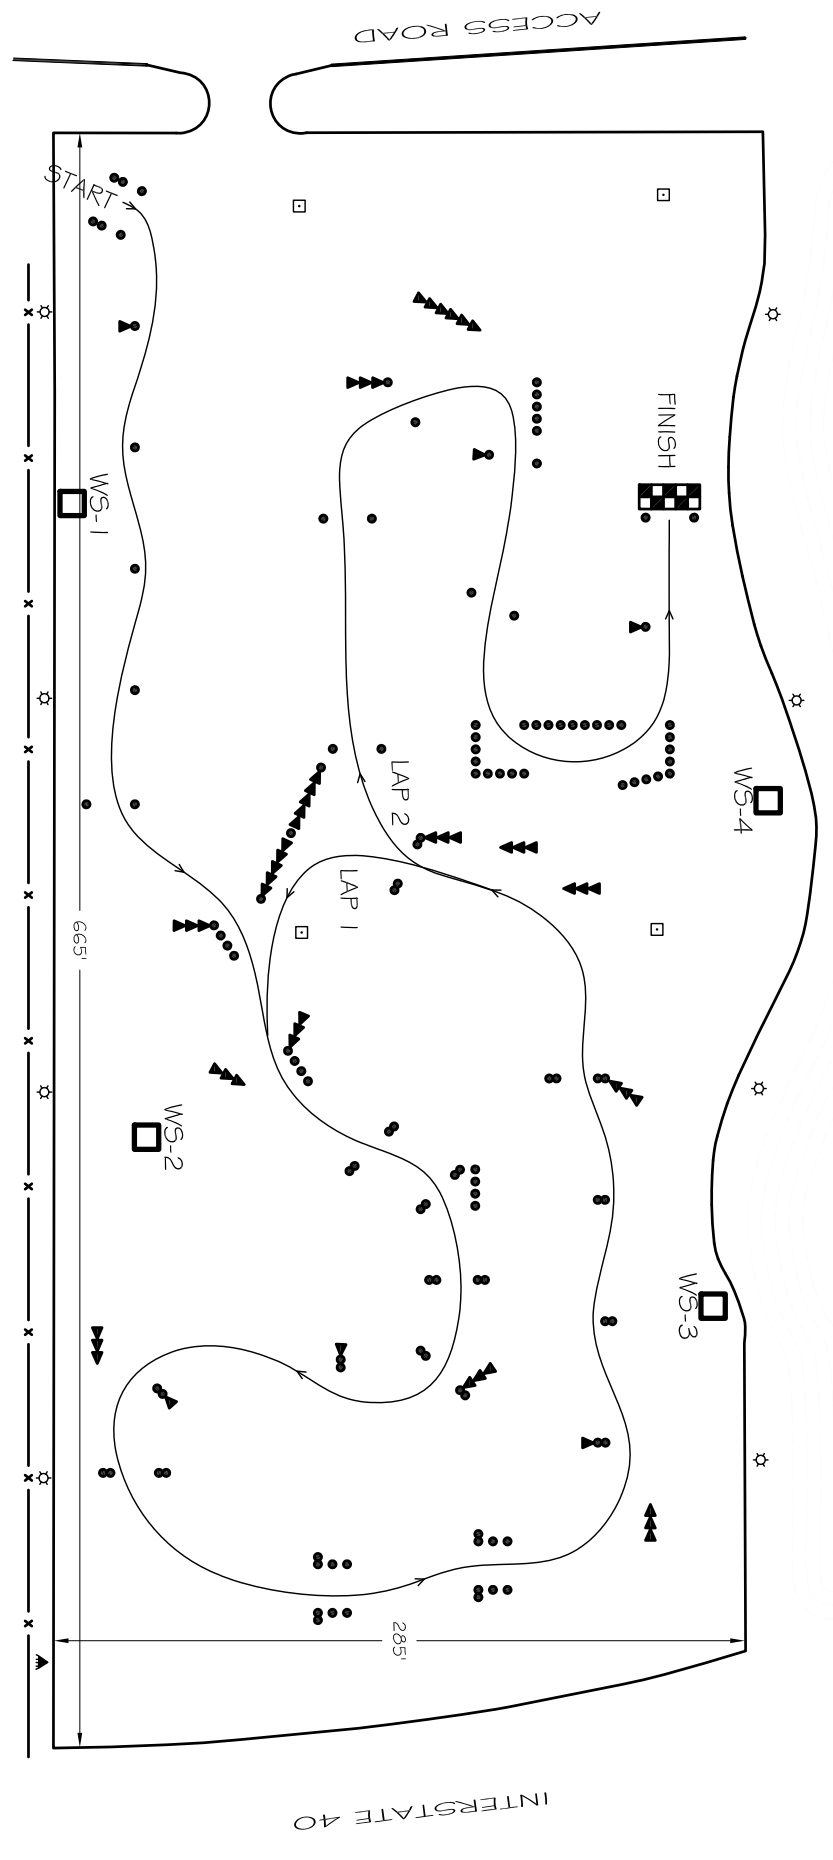 ACCESS ROAD
START
FINISH
WS-1
WS-4
LAP 2
LAP 1
665'
WS-2
WS-3
285'
INTERSTATE 40